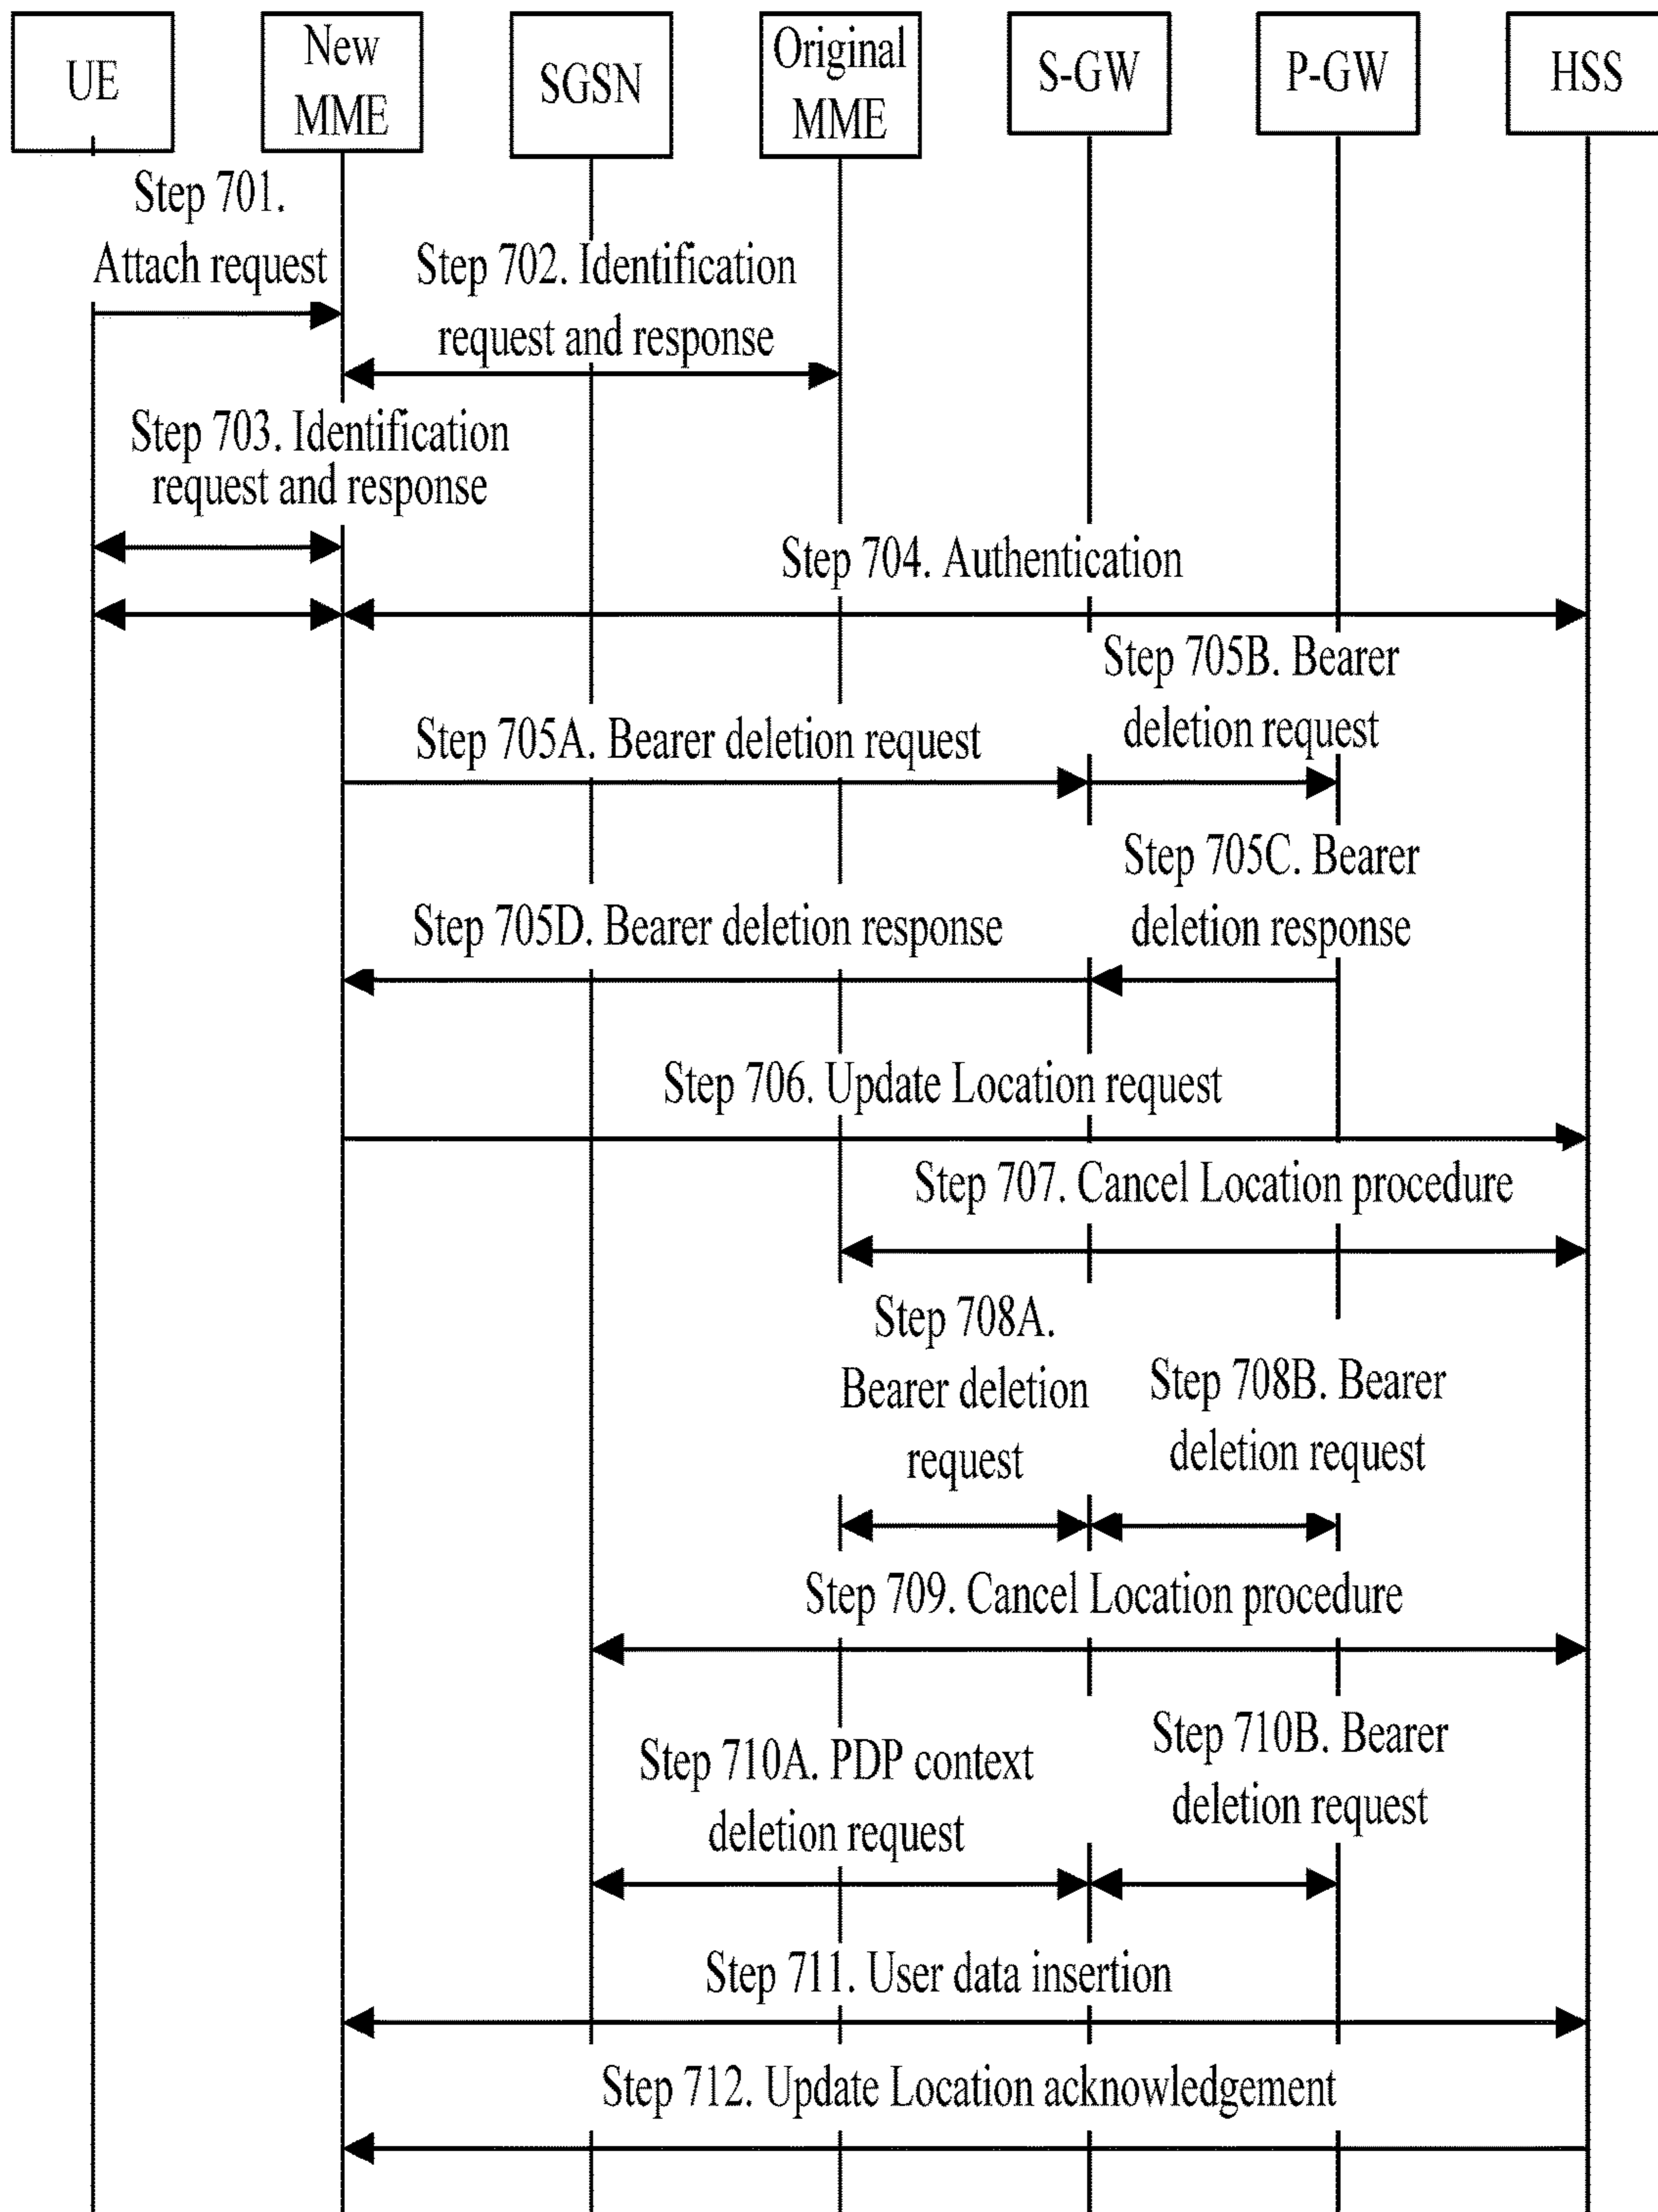 UE
New
MME
SGSN
Original
MME
S-GW
P-GW
HSS
Step 701.
Attach request
Step 702. Identification
request and response
Step 703. Identification
request and response
Step 704. Authentication
Step 705B. Bearer
deletion request
Step 705A. Bearer deletion request
Step 705C. Bearer
deletion response
Step 705D. Bearer deletion response
Step 706. Update Location request
Step 707. Cancel Location procedure
Step 708A.
Bearer deletion
request
Step 708B. Bearer
deletion request
Step 709. Cancel Location procedure
Step 710A. PDP context
deletion request
Step 710B. Bearer
deletion request
Step 711. User data insertion
Step 712. Update Location acknowledgement